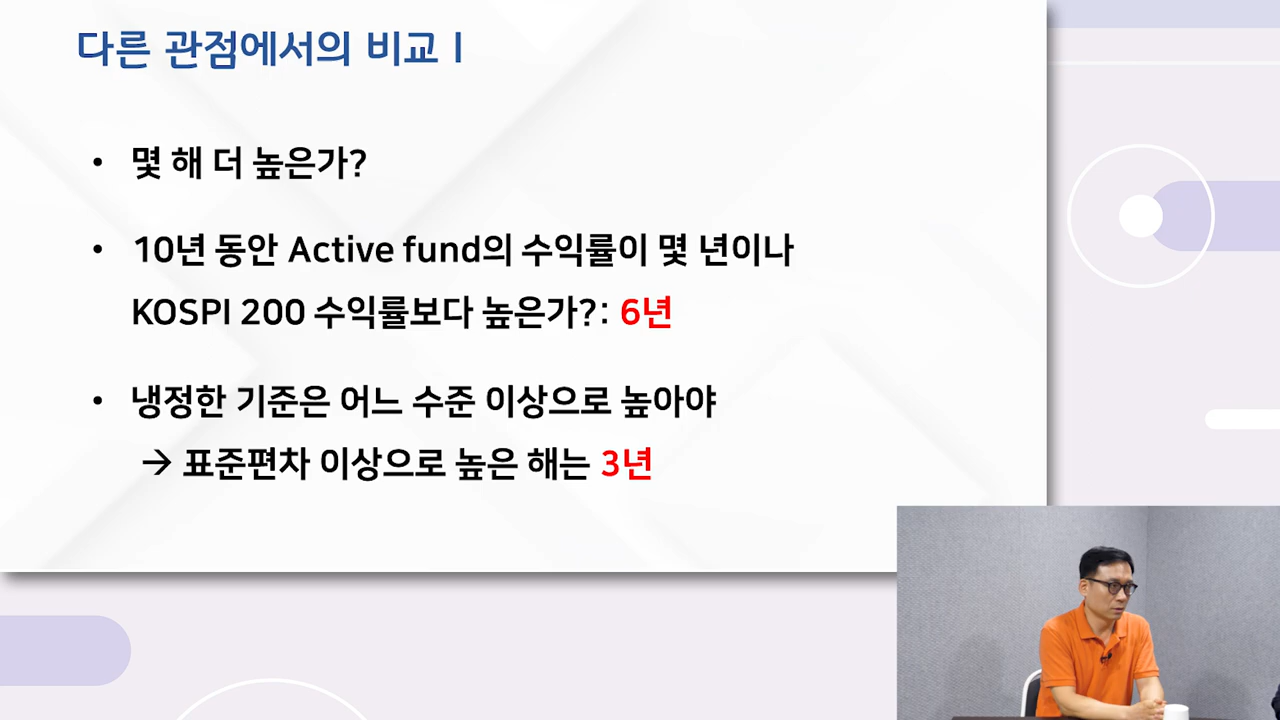 다른 관점에서의 비교 I
• 몇 해 더 높은가?
• 10년 동안 Active fund의 수익률이 몇 년이나
KOSPI 200 수익률보다 높은가?: 6년
• 냉정한 기준은 어느 수준 이상으로 높아야
→ 표준편차 이상으로 높은 해는 3년